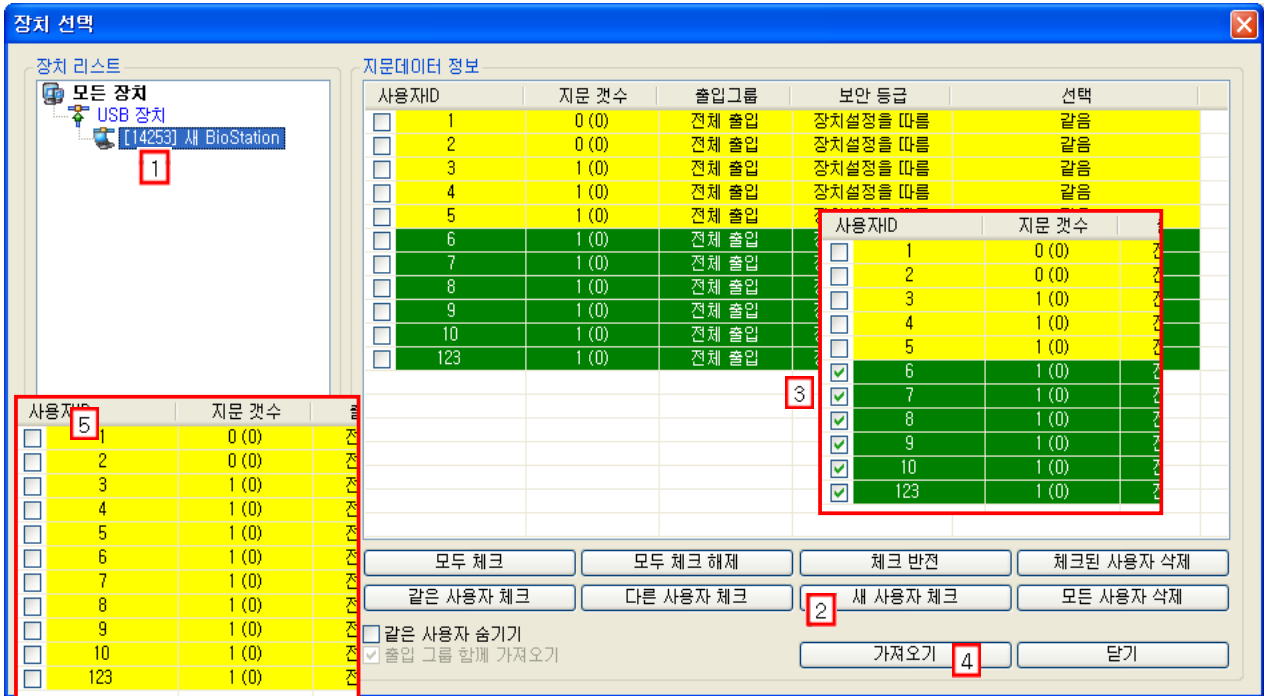 장치 선택
장치 리스트
모든 장치
USB 장치
[14253] 새 BioStation
1
지문데이터 정보
사용자ID 지문 갯수 출입그룹 보안 등급 선택
1 0 (0) 전체 출입 장치설정을 따름 같음
2 0 (0) 전체 출입 장치설정을 따름 같음
3 1 (0) 전체 출입 장치설정을 따름 같음
4 1 (0) 전체 출입 장치설정을 따름 같음
5 1 (0) 전체 출입
6 1 (0) 전체 출입
7 1 (0) 전체 출입
8 1 (0) 전체 출입
9 1 (0) 전체 출입
10 1 (0) 전체 출입
123 1 (0) 전체 출입
3
사용자ID 지문 갯수
1 0 (0)
2 0 (0)
3 1 (0)
4 1 (0)
5 1 (0)
6 1 (0)
7 1 (0)
8 1 (0)
9 1 (0)
10 1 (0)
123 1 (0)
5
지문 갯수
1 0 (0) 전
2 0 (0) 전
3 1 (0) 전
4 1 (0) 전
5 1 (0) 전
6 1 (0) 전
7 1 (0) 전
8 1 (0) 전
9 1 (0) 전
10 1 (0) 전
123 1 (0) 전
모두 체크 모두 체크 해제 체크 반전 체크된 사용자 삭제
같은 사용자 체크 다른 사용자 체크 2 새 사용자 체크 모든 사용자 삭제
같은 사용자 숨기기
출입 그룹 함께 가져오기
가져오기 4 닫기